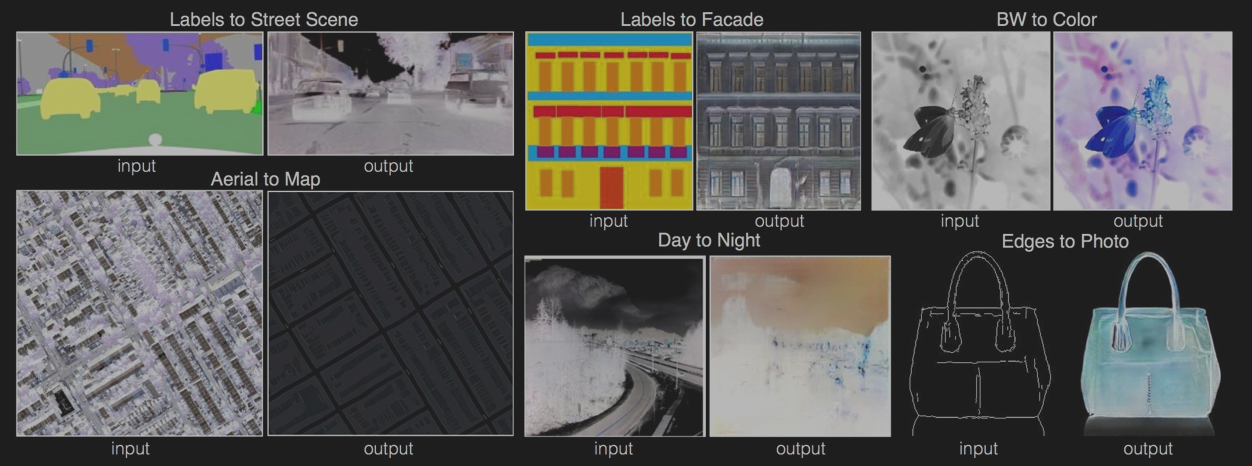 Labels to Street Scene
input
output
Aerial to Map
input
output
Labels to Facade
input
output
BW to Color
input
output
Day to Night
input
output
Edges to Photo
input
output